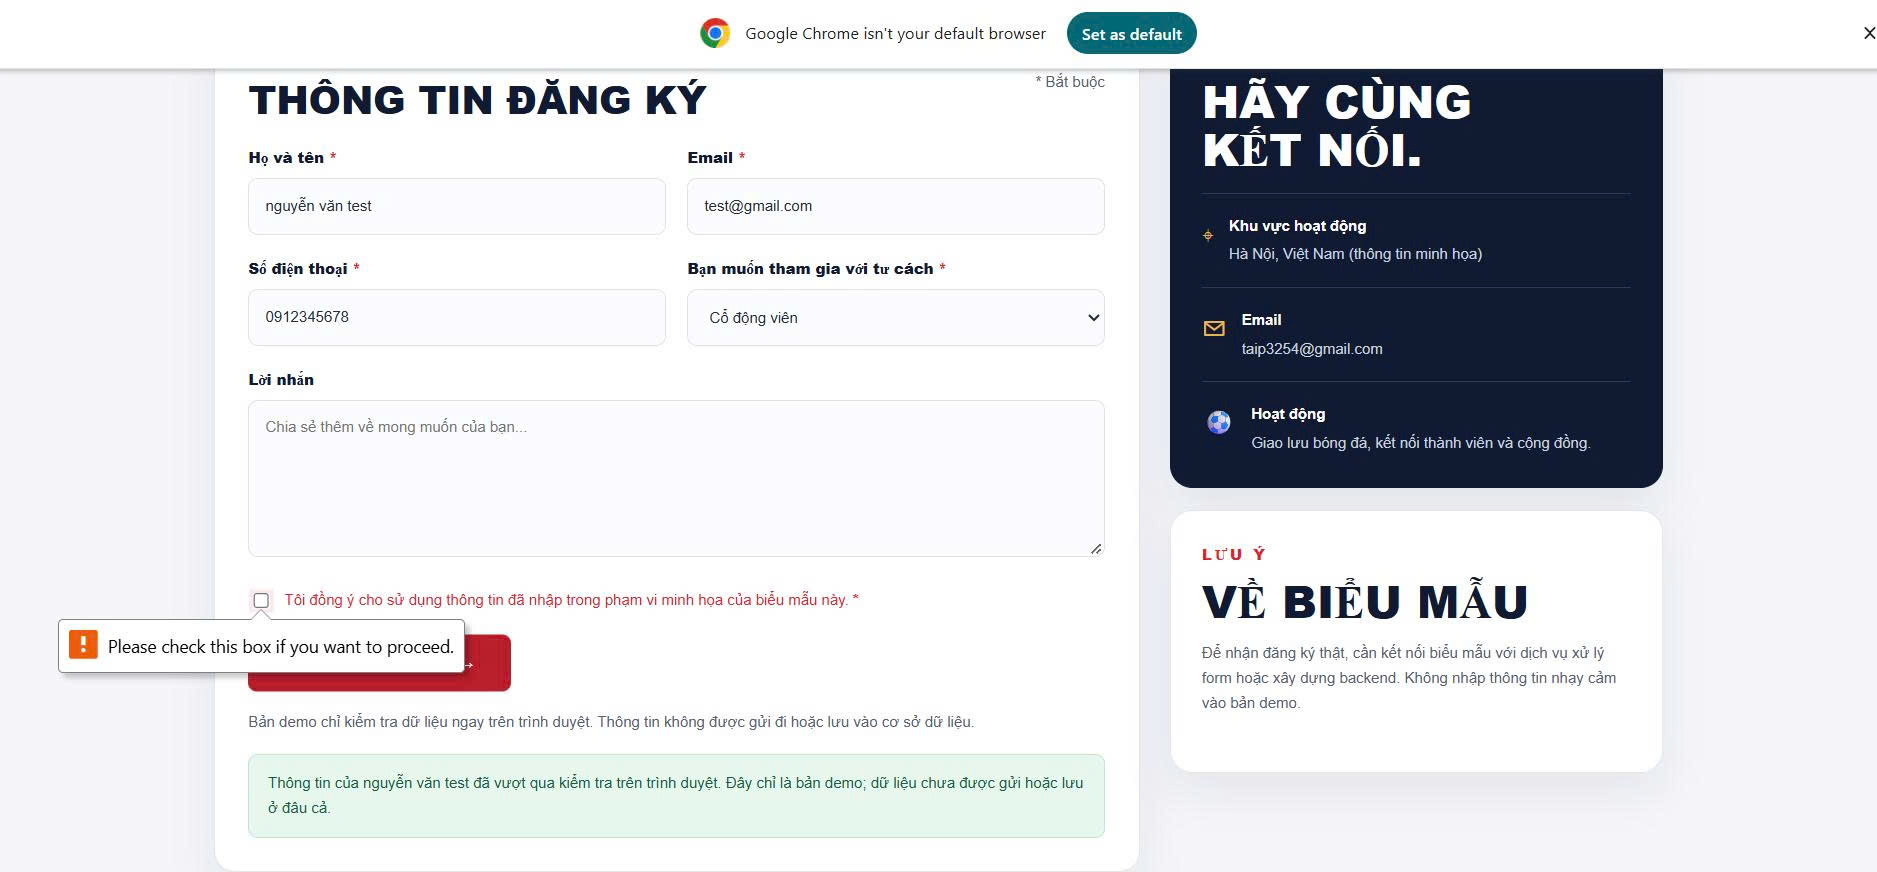 Google Chrome isn't your default browser
Set as default
THÔNG TIN ĐĂNG KÝ
* Bắt buộc
Họ và tên *
nguyễn văn test
Email *
test@gmail.com
Số điện thoại *
0912345678
Bạn muốn tham gia với tư cách *
Cổ động viên
Lời nhắn
Chia sẻ thêm về mong muốn của bạn...
Tôi đồng ý cho sử dụng thông tin đã nhập trong phạm vi minh họa của biểu mẫu này. *
Please check this box if you want to proceed.
→
Bản demo chỉ kiểm tra dữ liệu ngay trên trình duyệt. Thông tin không được gửi đi hoặc lưu vào cơ sở dữ liệu.
Thông tin của nguyễn văn test đã vượt qua kiểm tra trên trình duyệt. Đây chỉ là bản demo; dữ liệu chưa được gửi hoặc lưu
ở đâu cả.
HÃY CÙNG
KẾT NỐI.
Khu vực hoạt động
Hà Nội, Việt Nam (thông tin minh họa)
Email
taip3254@gmail.com
Hoạt động
Giao lưu bóng đá, kết nối thành viên và cộng đồng.
LƯU Ý
VỀ BIỂU MẪU
Để nhận đăng ký thật, cần kết nối biểu mẫu với dịch vụ xử lý
form hoặc xây dựng backend. Không nhập thông tin nhạy cảm
vào bản demo.